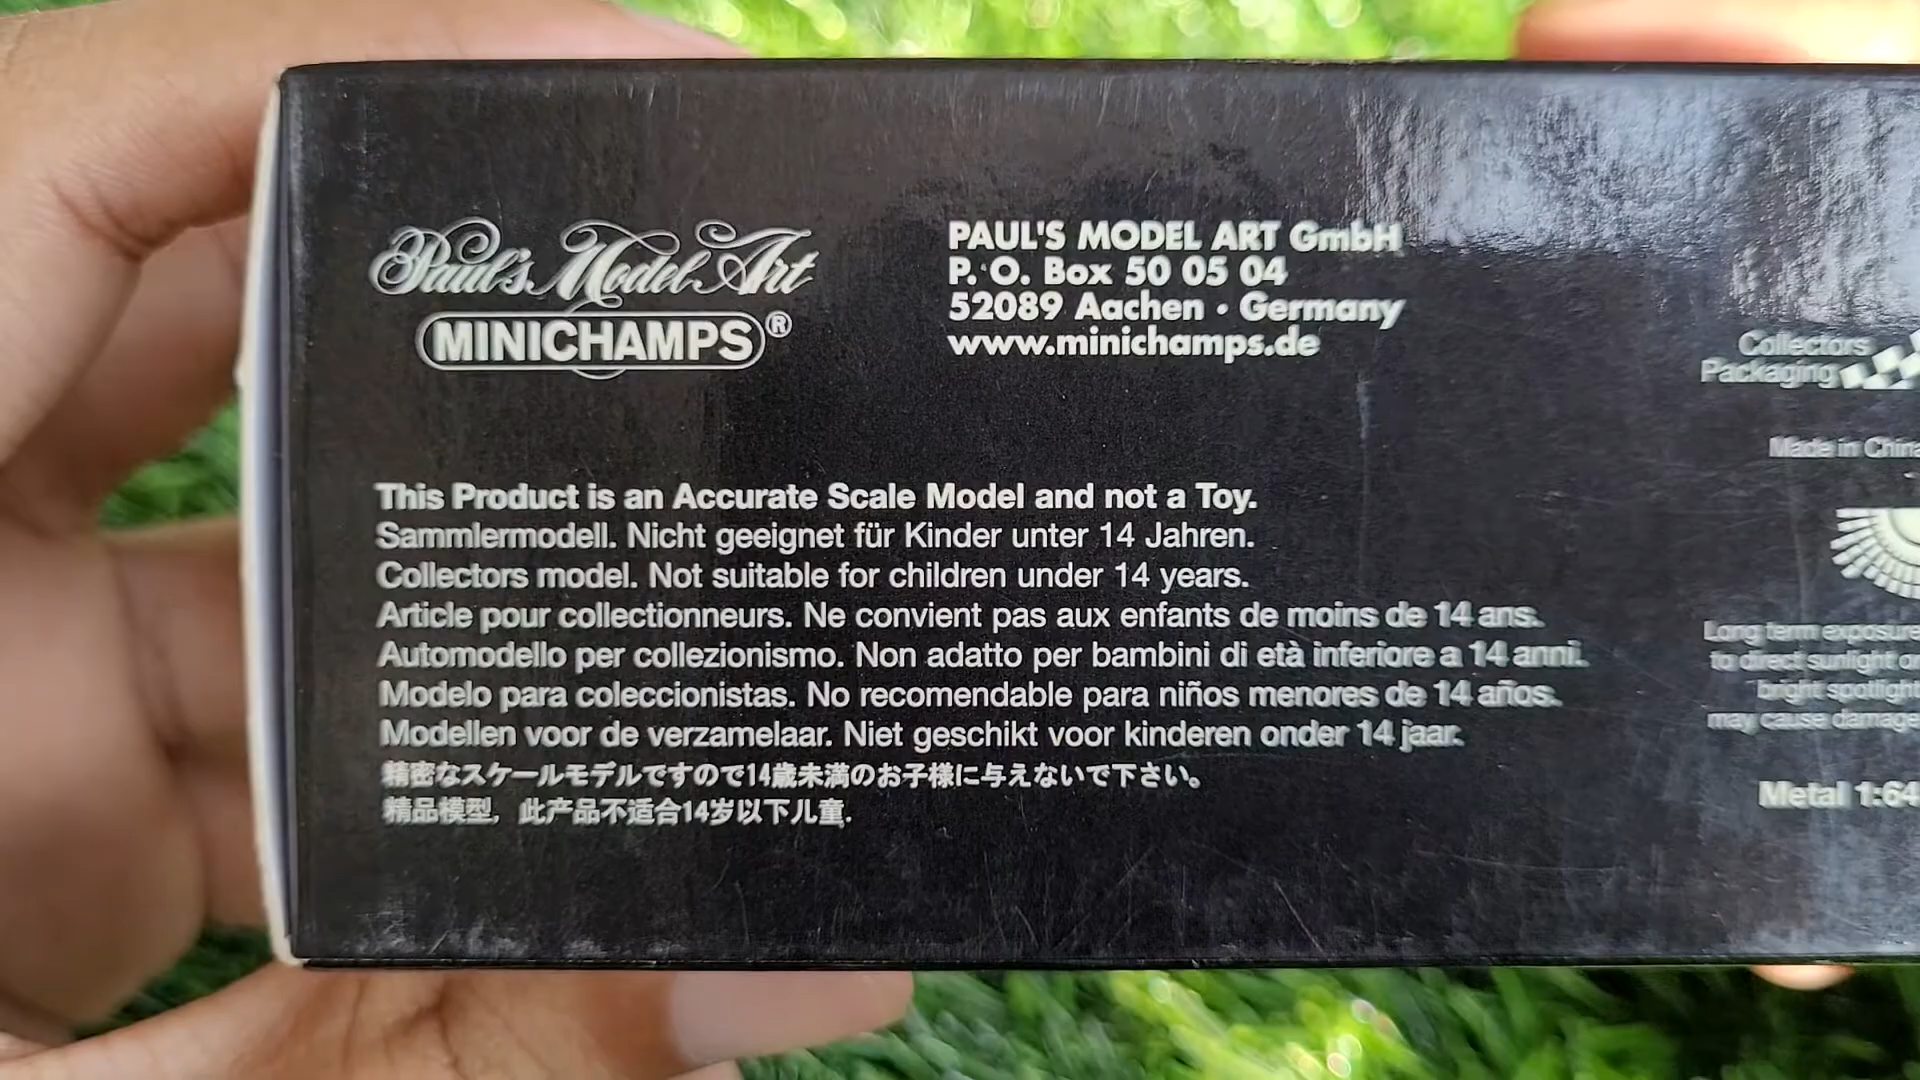 Paul's Model Art
MINICHAMPS®
PAUL'S MODEL ART GmbH
P. O. Box 50 05 04
52089 Aachen • Germany
www.minichamps.de
This Product is an Accurate Scale Model and not a Toy.
Sammlermodell. Nicht geeignet für Kinder unter 14 Jahren.
Collectors model. Not suitable for children under 14 years.
Article pour collectionneurs. Ne convient pas aux enfants de moins de 14 ans.
Automodello per collezionismo. Non adatto per bambini di età inferiore a 14 anni.
Modelo para coleccionistas. No recomendable para niños menores de 14 años.
Modellen voor de verzamelaar. Niet geschikt voor kinderen onder 14 jaar.
精密なスケールモデルですので14歳未満のお子様に与えないで下さい。
精品模型，此产品不适合14岁以下儿童.
Collectors
Packaging
Made in China
Long term exposure
to direct sunlight or
bright spotlight
may cause damage
Metal 1:64